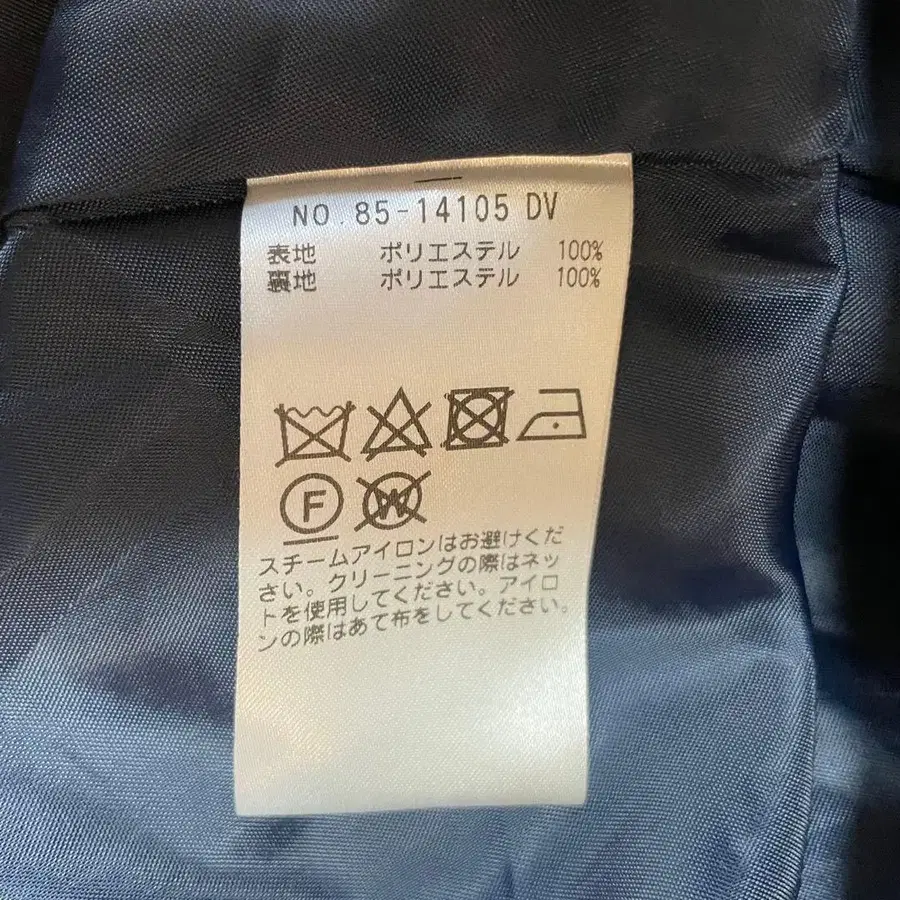 NO.85-14105 DV
表地 ポリエステル 100%
裏地 ポリエステル 100%
F W
スチームアイロンはお避けくだ
さい。クリーニングの際はネッ
トを使用してください。アイロ
ンの際はあて布をしてください。